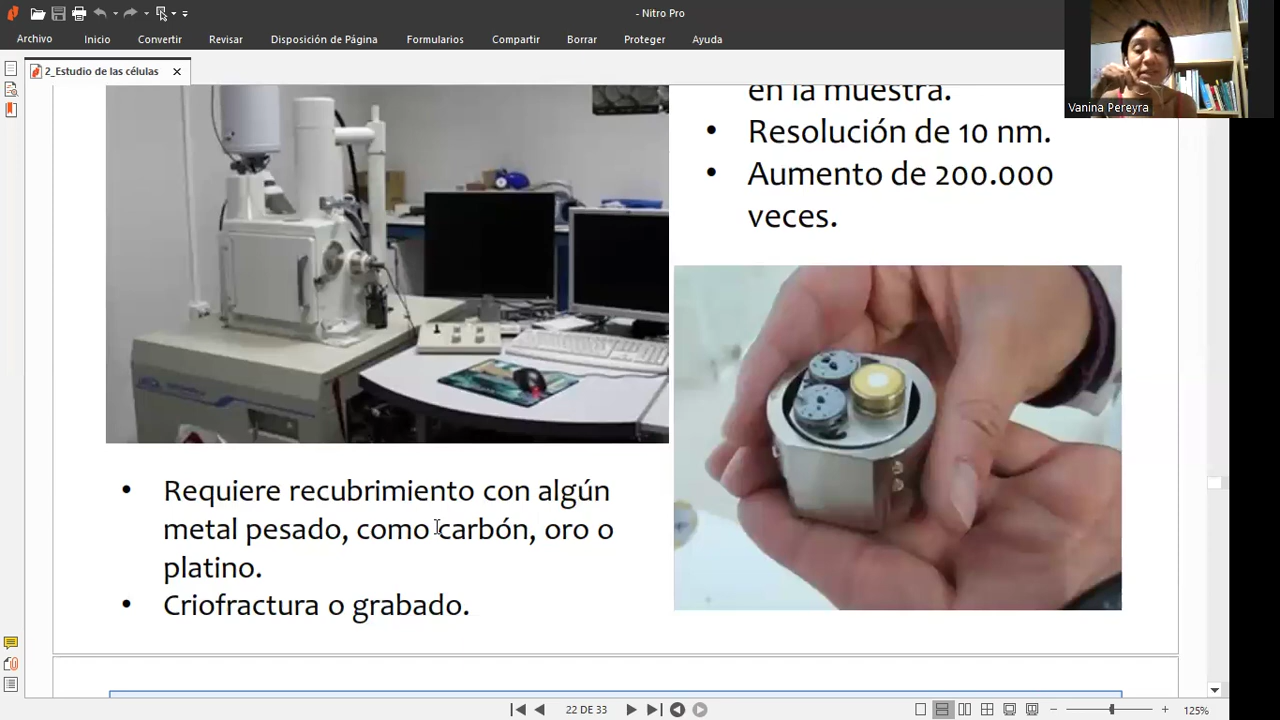 - Nitro Pro
Archivo
Inicio
Convertir
Revisar
Disposición de Página
Formularios
Compartir
Borrar
Proteger
Ayuda
2_Estudio de las células
Vanina Pereyra
en la muestra.
• Resolución de 10 nm.
• Aumento de 200.000
veces.
• Requiere recubrimiento con algún
metal pesado, como carbón, oro o
platino.
• Criofractura o grabado.
22 DE 33
125%